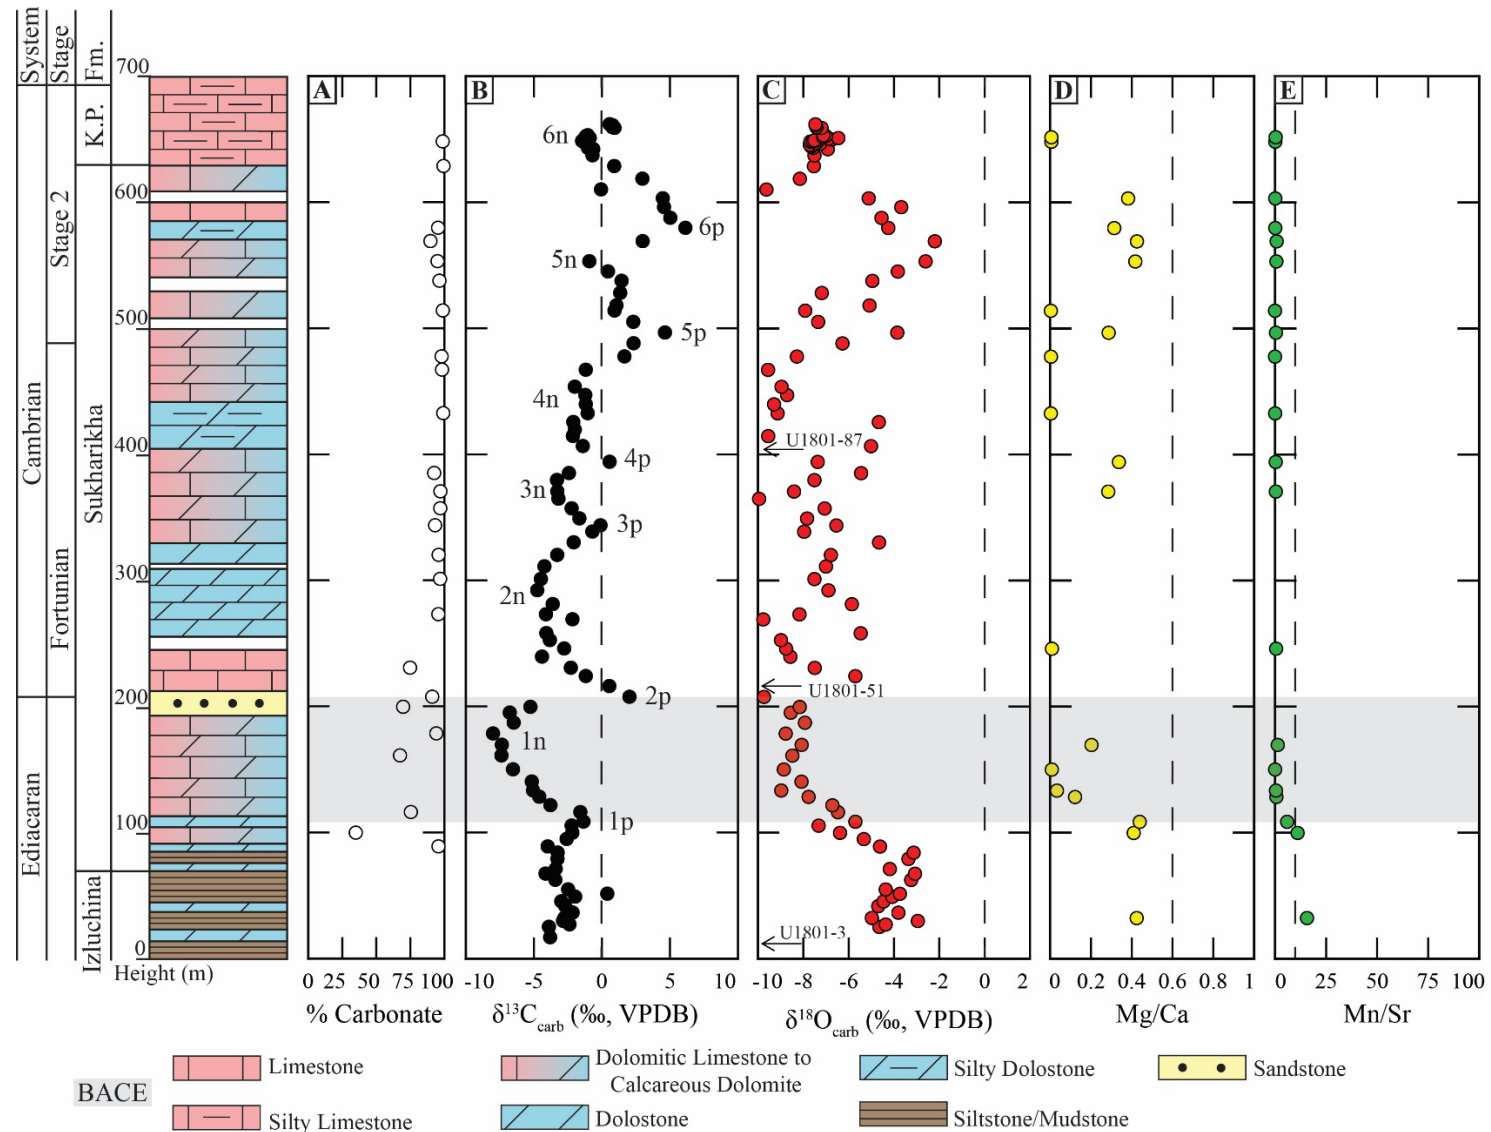 System
Stage
Fm.
Cambrian
Ediacaran
Stage 2
Fortunian
K.P.
Sukharikha
Izluchina
700
600
500
400
300
200
100
0
Height (m)
A
B
C
D
E
6n
6p
5n
5p
4n
4p
3n
3p
2n
2p
1n
1p
U1801-87
U1801-51
U1801-3
0 25 50 75 100
% Carbonate
-10 -5 0 5 10
δ¹³Ccarb (‰, VPDB)
-10 -8 -6 -4 -2 0 2
δ¹⁸Ocarb (‰, VPDB)
0 0.2 0.4 0.6 0.8 1
Mg/Ca
0 25 50 75 100
Mn/Sr
BACE
Limestone
Silty Limestone
Dolomitic Limestone to
Calcareous Dolomite
Dolostone
Silty Dolostone
Siltstone/Mudstone
Sandstone